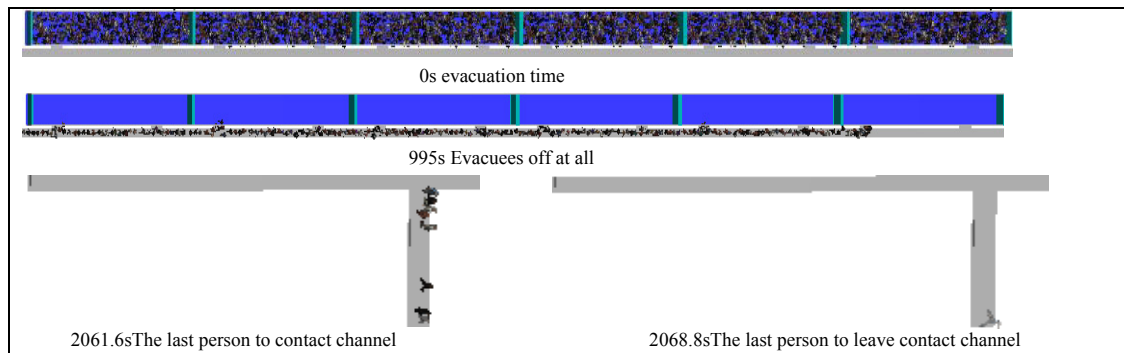 0s evacuation time
995s Evacuees off at all
2061.6sThe last person to contact channel
2068.8sThe last person to leave contact channel